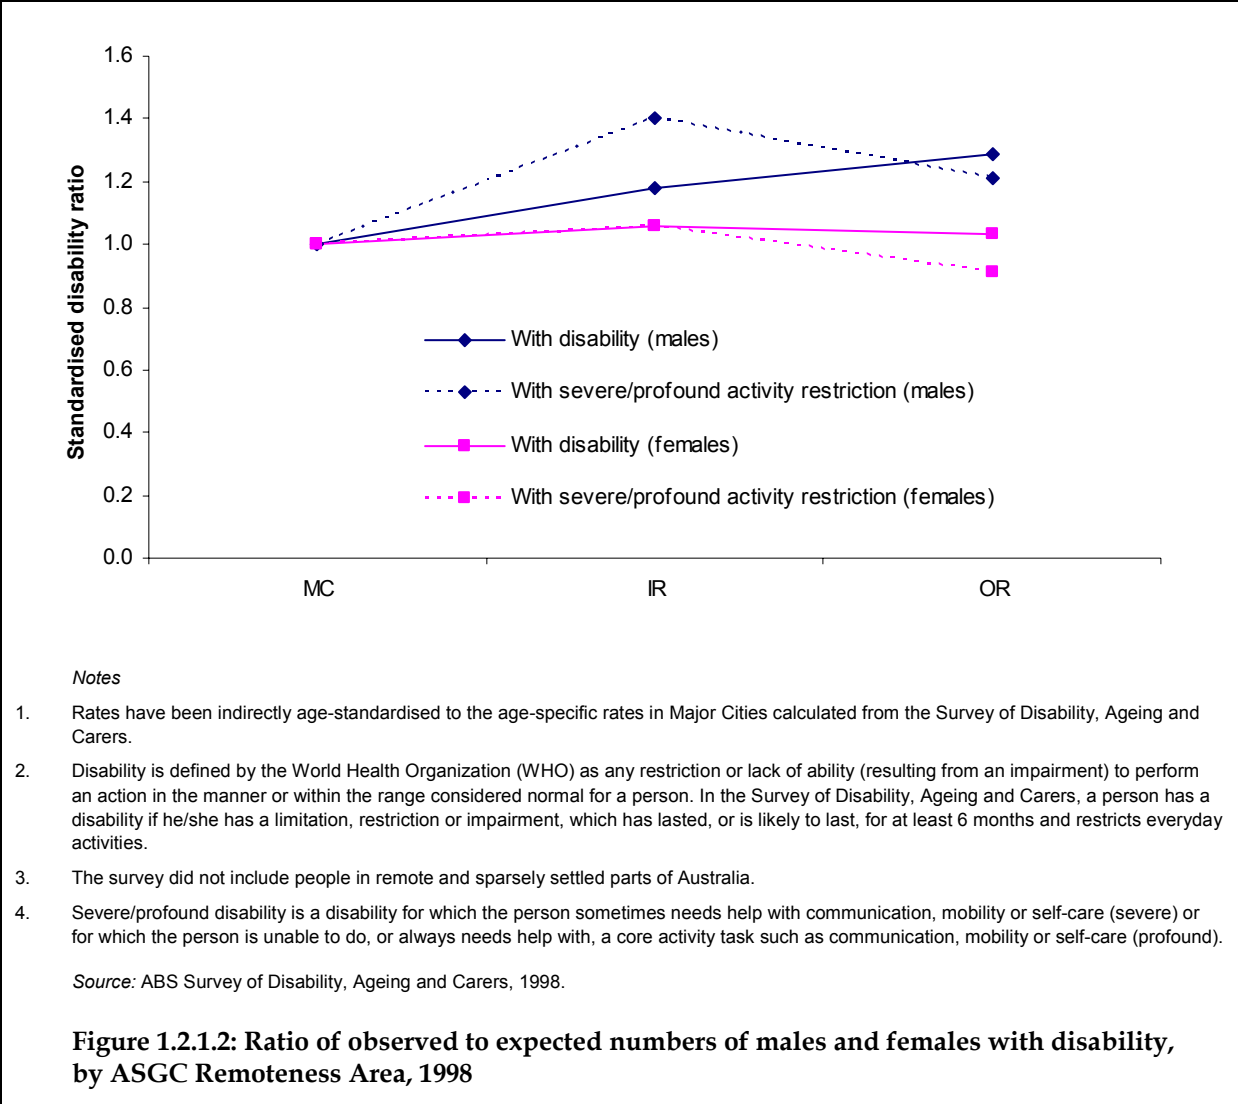 1.6
1.4
1.2
1.0
0.8
0.6
0.4
0.2
0.0
Standardised disability ratio
With disability (males)
With severe/profound activity restriction (males)
With disability (females)
With severe/profound activity restriction (females)
MC IR OR
Notes
1. Rates have been indirectly age-standardised to the age-specific rates in Major Cities calculated from the Survey of Disability, Ageing and
Carers.
2. Disability is defined by the World Health Organization (WHO) as any restriction or lack of ability (resulting from an impairment) to perform
an action in the manner or within the range considered normal for a person. In the Survey of Disability, Ageing and Carers, a person has a
disability if he/she has a limitation, restriction or impairment, which has lasted, or is likely to last, for at least 6 months and restricts everyday
activities.
3. The survey did not include people in remote and sparsely settled parts of Australia.
4. Severe/profound disability is a disability for which the person sometimes needs help with communication, mobility or self-care (severe) or
for which the person is unable to do, or always needs help with, a core activity task such as communication, mobility or self-care (profound).
Source: ABS Survey of Disability, Ageing and Carers, 1998.
Figure 1.2.1.2: Ratio of observed to expected numbers of males and females with disability,
by ASGC Remoteness Area, 1998